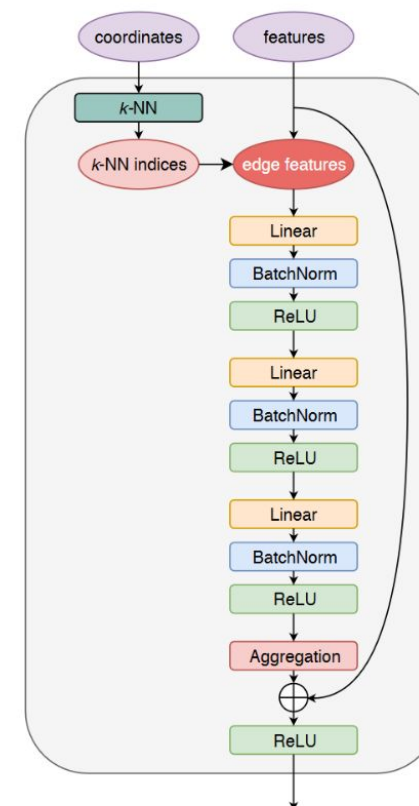 coordinates features
k-NN
k-NN indices edge features
Linear
BatchNorm
ReLU
Linear
BatchNorm
ReLU
Linear
BatchNorm
ReLU
Aggregation
ReLU